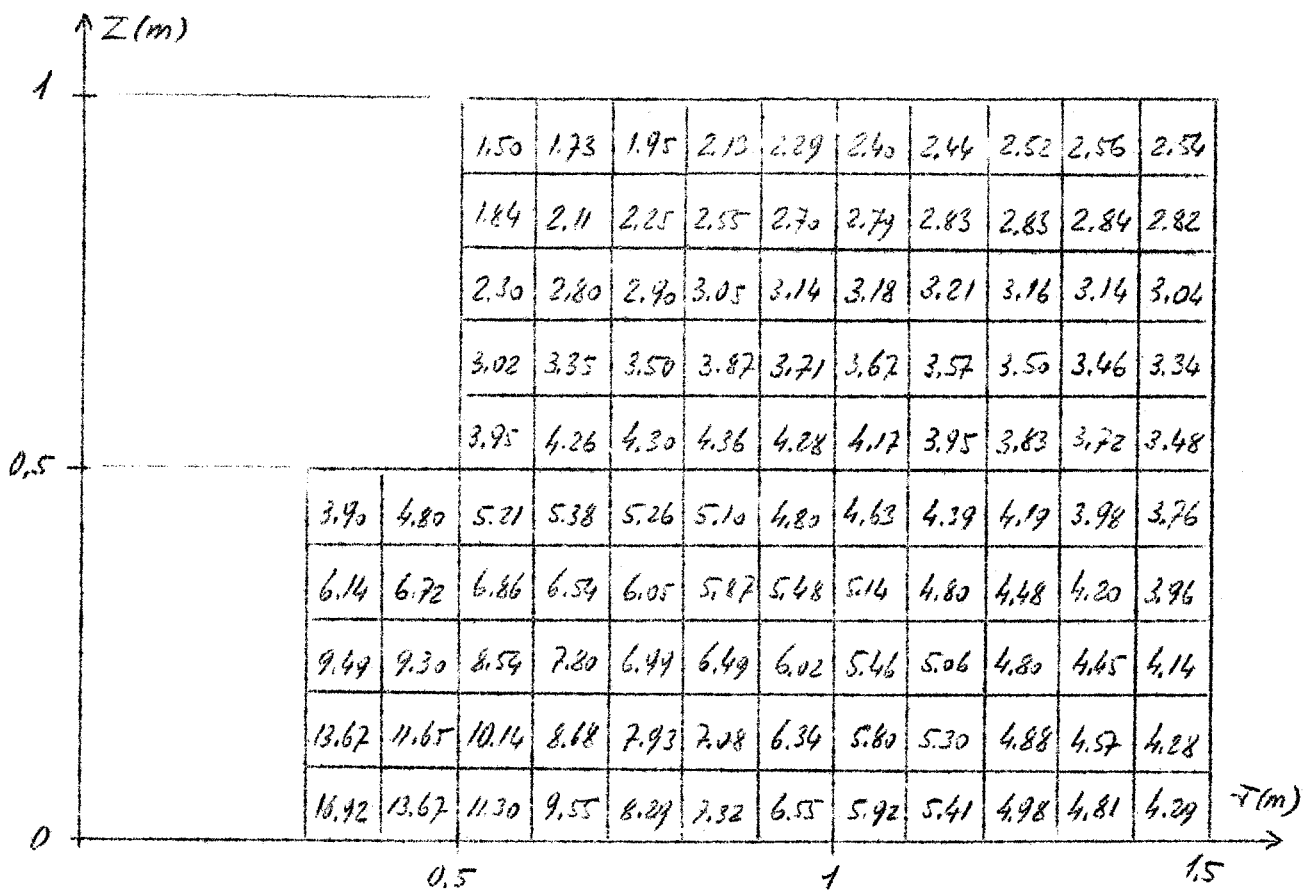 Z(m)
1
1.50 1.73 1.95 2.13 2.29 2.40 2.44 2.52 2.56 2.54
1.84 2.11 2.25 2.55 2.70 2.79 2.83 2.83 2.84 2.82
2.30 2.80 2.90 3.05 3.14 3.18 3.21 3.16 3.14 3.04
3.02 3.35 3.50 3.87 3.71 3.67 3.57 3.50 3.46 3.34
3.95 4.26 4.30 4.36 4.28 4.17 3.95 3.83 3.72 3.48
0,5
3.90 4.80 5.21 5.38 5.26 5.10 4.80 4.63 4.39 4.19 3.98 3.76
6.14 6.72 6.86 6.54 6.05 5.87 5.48 5.14 4.80 4.48 4.20 3.96
9.49 9.30 8.54 7.80 6.99 6.49 6.02 5.46 5.06 4.80 4.45 4.14
13.67 11.65 10.14 8.68 7.93 7.08 6.34 5.80 5.30 4.88 4.57 4.28
16.92 13.67 11.30 9.55 8.29 7.32 6.55 5.92 5.41 4.98 4.81 4.29
r(m)
0
0,5 1 1.5